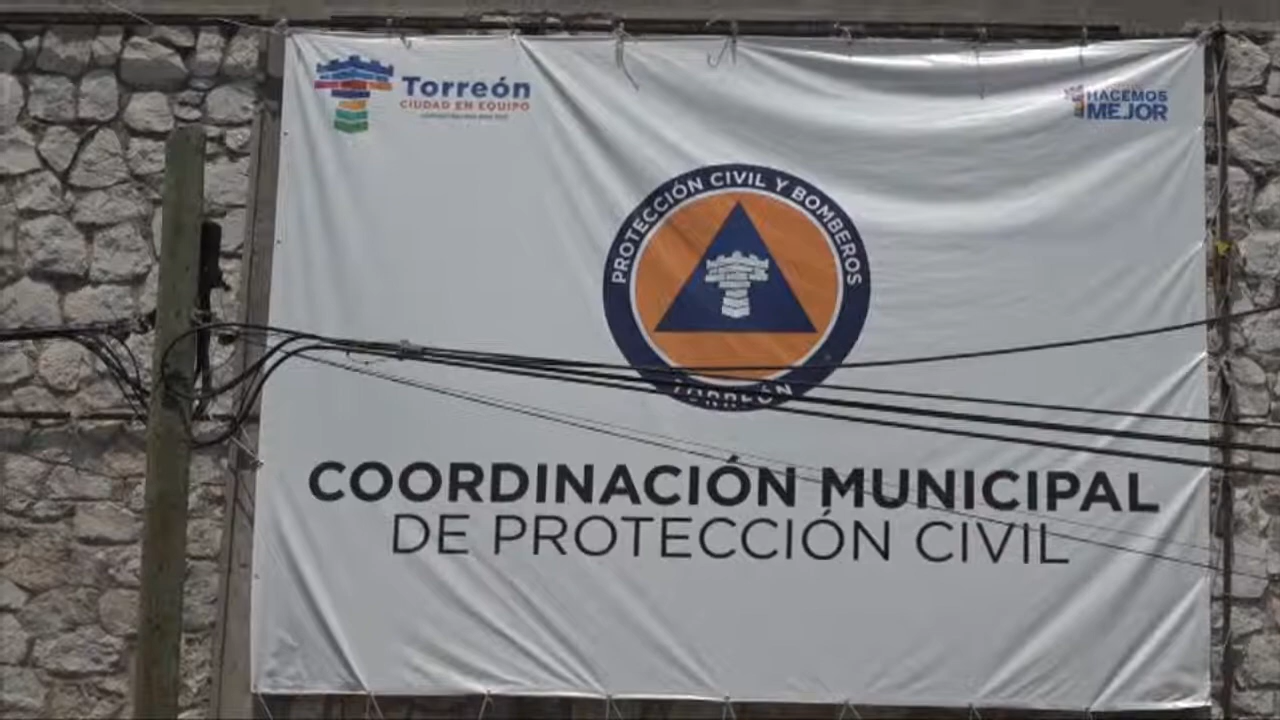 Torreón
CIUDAD EN EQUIPO
HACEMOS
MEJOR
PROTECCIÓN CIVIL Y BOMBEROS
TORREÓN
COORDINACIÓN MUNICIPAL
DE PROTECCIÓN CIVIL